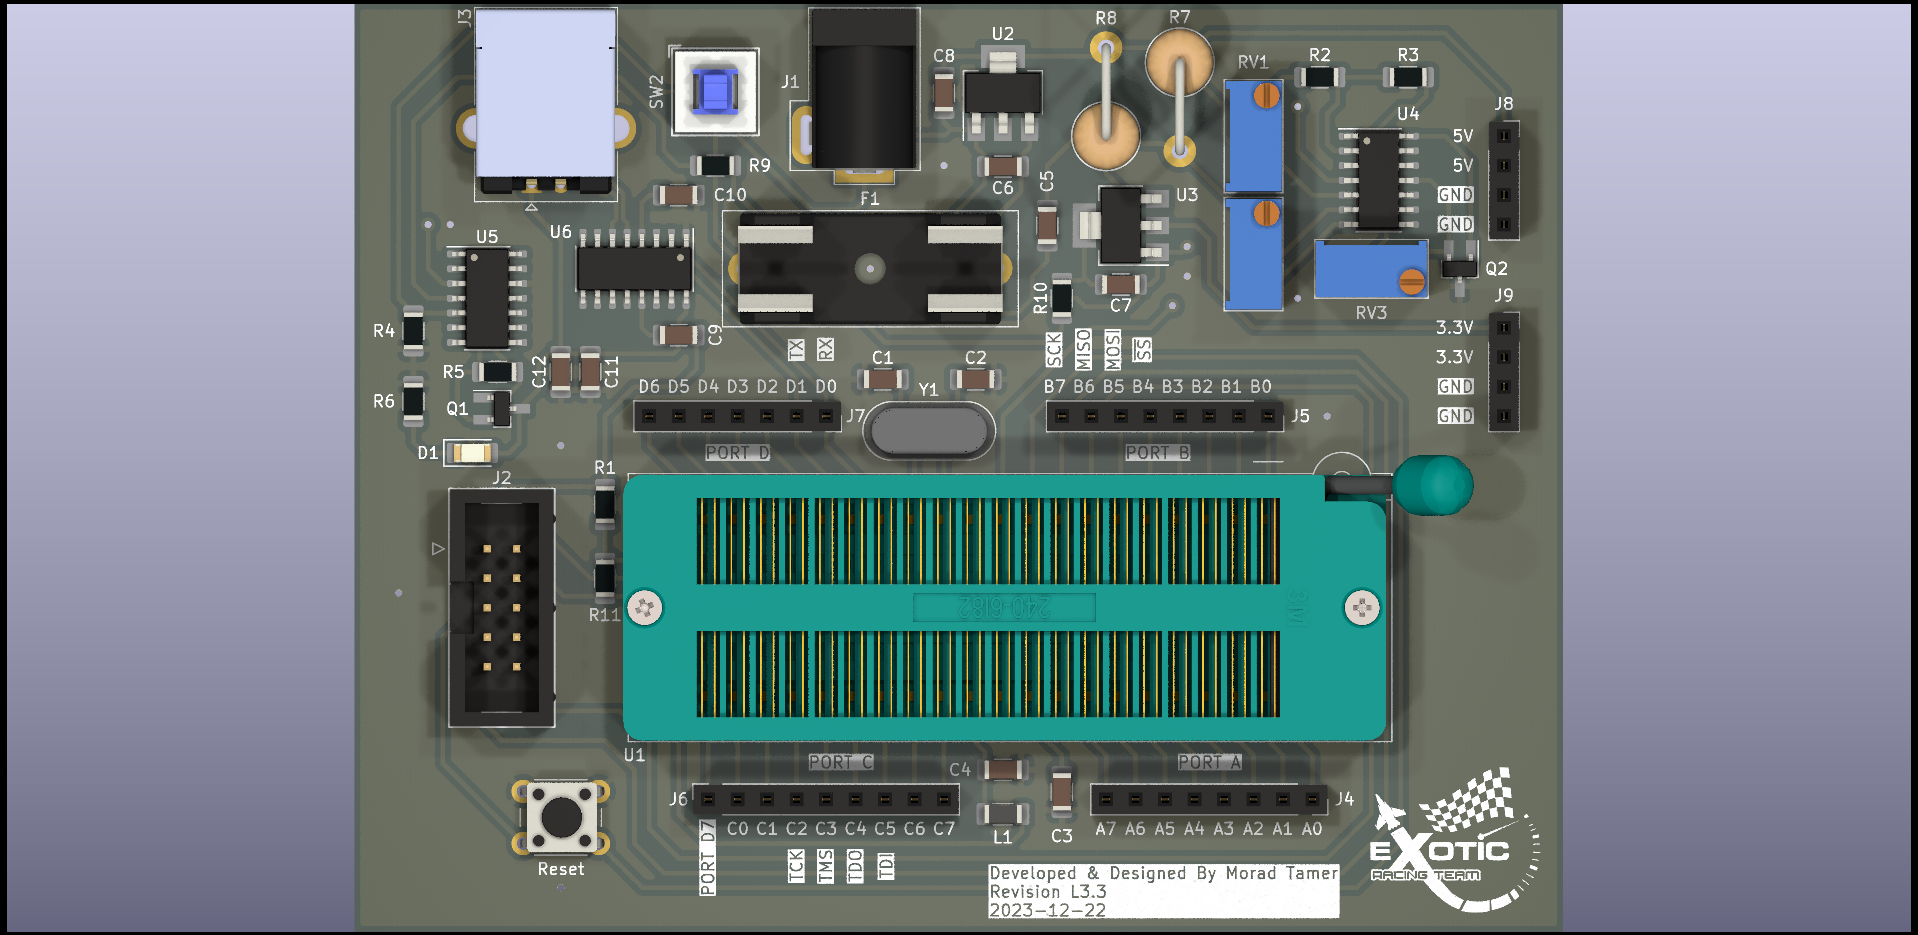 J3
SW2
J1
C8
U2
R8
R7
RV1
R2
R3
U4
J8
5V
5V
GND
GND
R9
C10
F1
C6
C5
U3
U5
U6
Q2
J9
R10
C7
RV3
R4
C9
3.3V
3.3V
GND
GND
TX
RX
SCK
MISO
MOSI
SS
R5
C12
C11
C1
C2
R6
Q1
D6 D5 D4 D3 D2 D1 D0
J7
Y1
B7 B6 B5 B4 B3 B2 B1 B0
J5
D1
PORT D
PORT B
J2
R1
R11
240-6182
3M
U1
PORT C
C4
PORT A
J6
J4
PORT D7
C0 C1 C2 C3 C4 C5 C6 C7
L1
C3
A7 A6 A5 A4 A3 A2 A1 A0
TCK
TMS
TDO
TDI
Reset
Developed & Designed By Morad Tamer
Revision L3.3
2023-12-22
EXOTIC
RACING TEAM